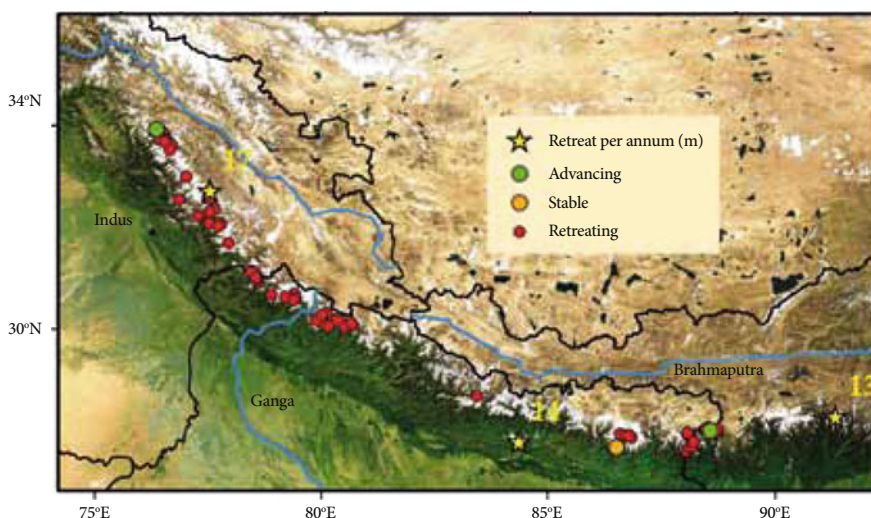 34°N
30°N
75°E
80°E
85°E
90°E
Indus
Ganga
Brahmaputra
12
14
13
Retreat per annum (m)
Advancing
Stable
Retreating